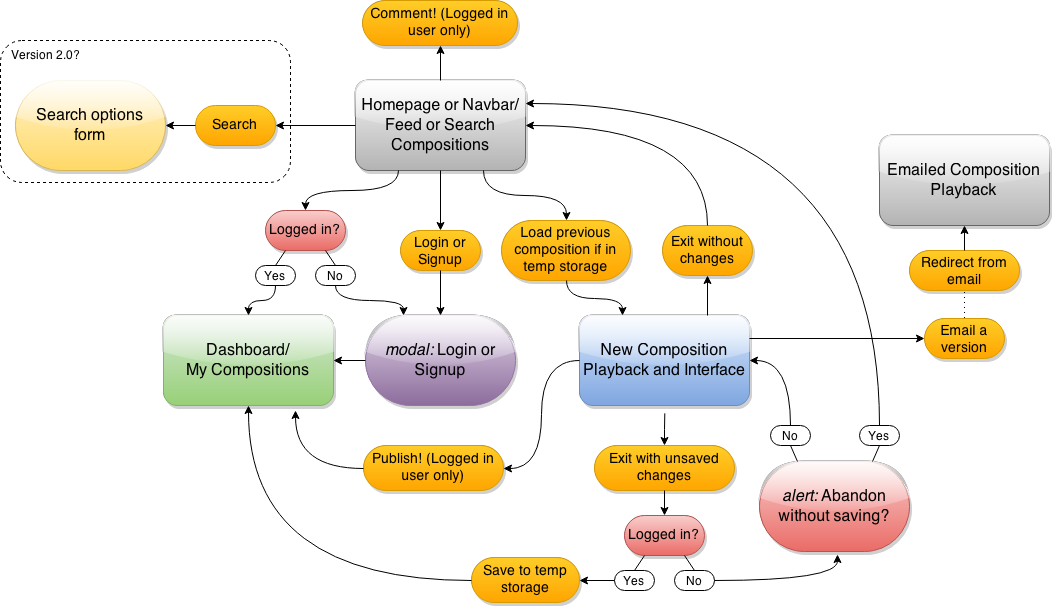 Comment! (Logged in
user only)
Version 2.0?
Search options
form
Search
Homepage or Navbar/
Feed or Search
Compositions
Emailed Composition
Playback
Logged in?
Login or
Signup
Load previous
composition if in
temp storage
Exit without
changes
Redirect from
email
Yes
No
Dashboard/
My Compositions
modal: Login or
Signup
New Composition
Playback and Interface
Email a
version
Publish! (Logged in
user only)
Exit with unsaved
changes
No
Yes
alert: Abandon
without saving?
Logged in?
Save to temp
storage
Yes
No